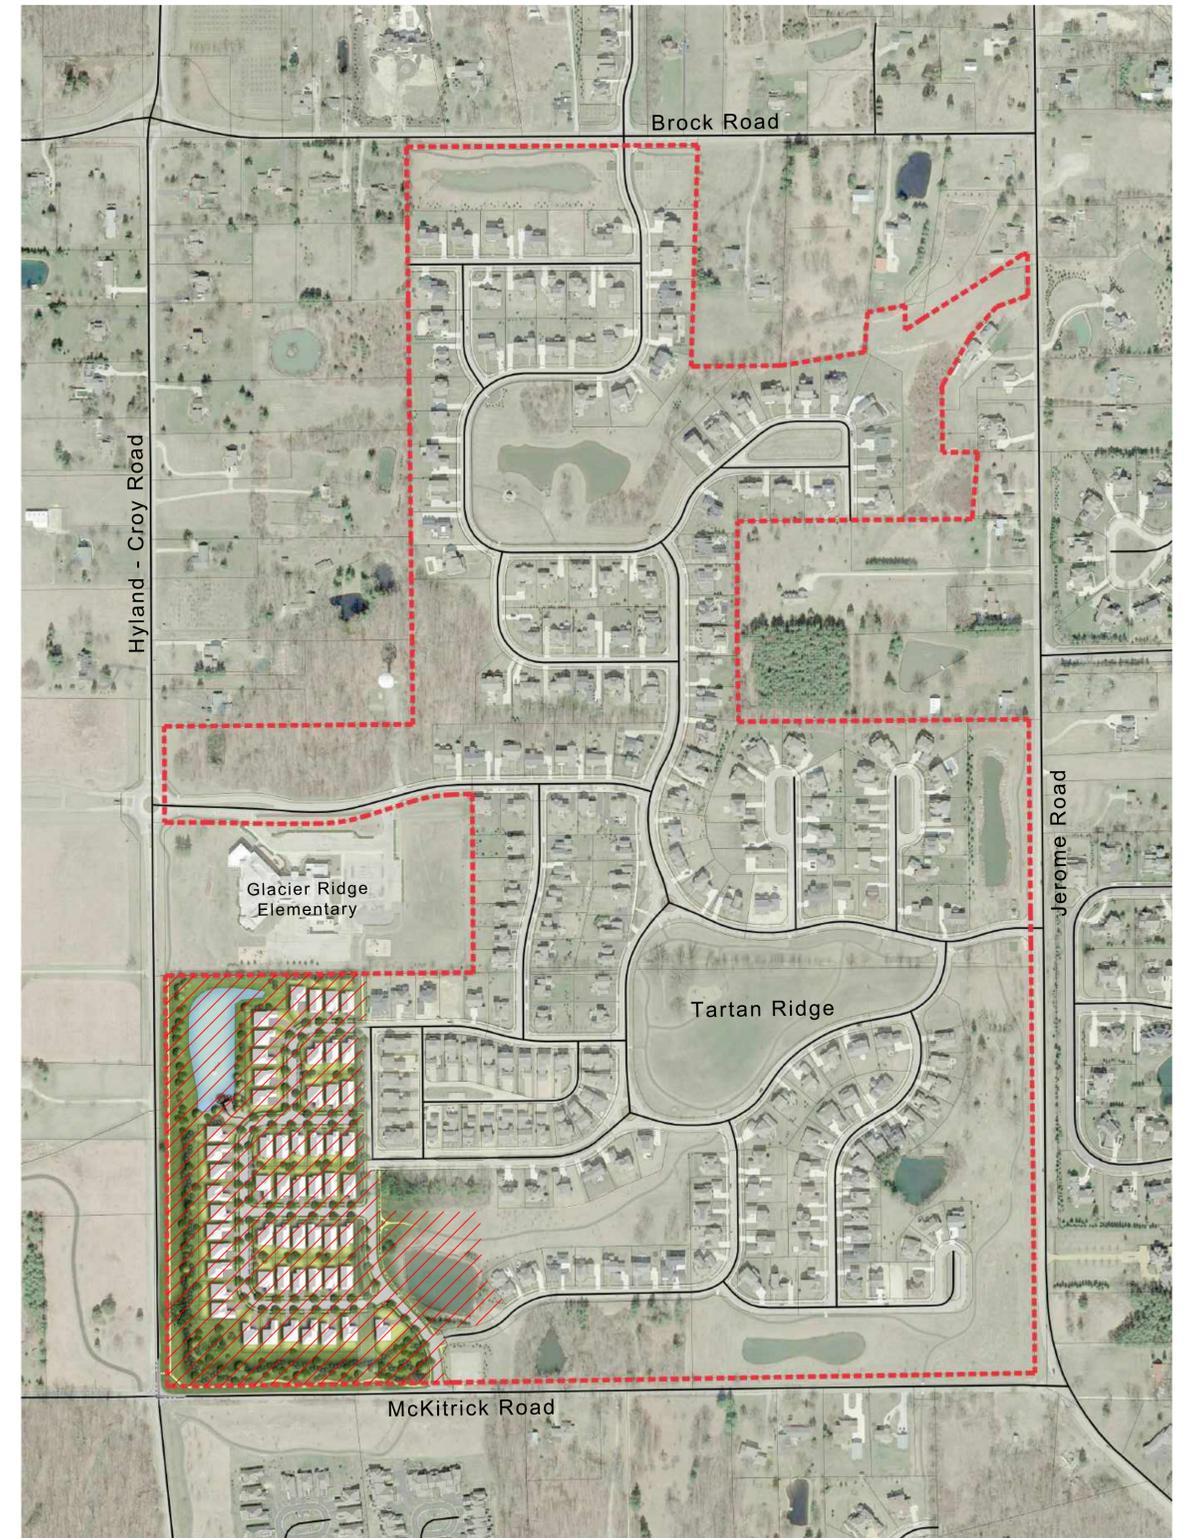 Brock Road
Hyland - Croy Road
Jerome Road
Glacier Ridge
Elementary
Tartan Ridge
McKitrick Road